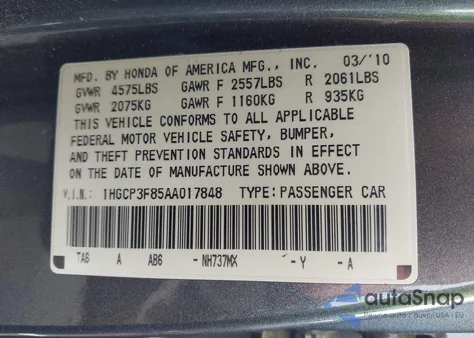 MFD. BY HONDA OF AMERICA MFG., INC. 03/'10
GVWR 4575LBS GAWR F 2557LBS R 2061LBS
GVWR 2075KG GAWR F 1160KG R 935KG
THIS VEHICLE CONFORMS TO ALL APPLICABLE
FEDERAL MOTOR VEHICLE SAFETY, BUMPER,
AND THEFT PREVENTION STANDARDS IN EFFECT
ON THE DATE OF MANUFACTURE SHOWN ABOVE.
V.I.N.: 1HGCP3F85AA017848 TYPE: PASSENGER CAR
TA6 A AB6 - NH737MX - Y - A
autoSnap